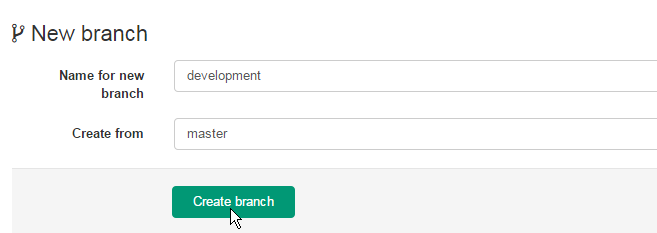 New branch
Name for new
branch
development
Create from
master
Create branch